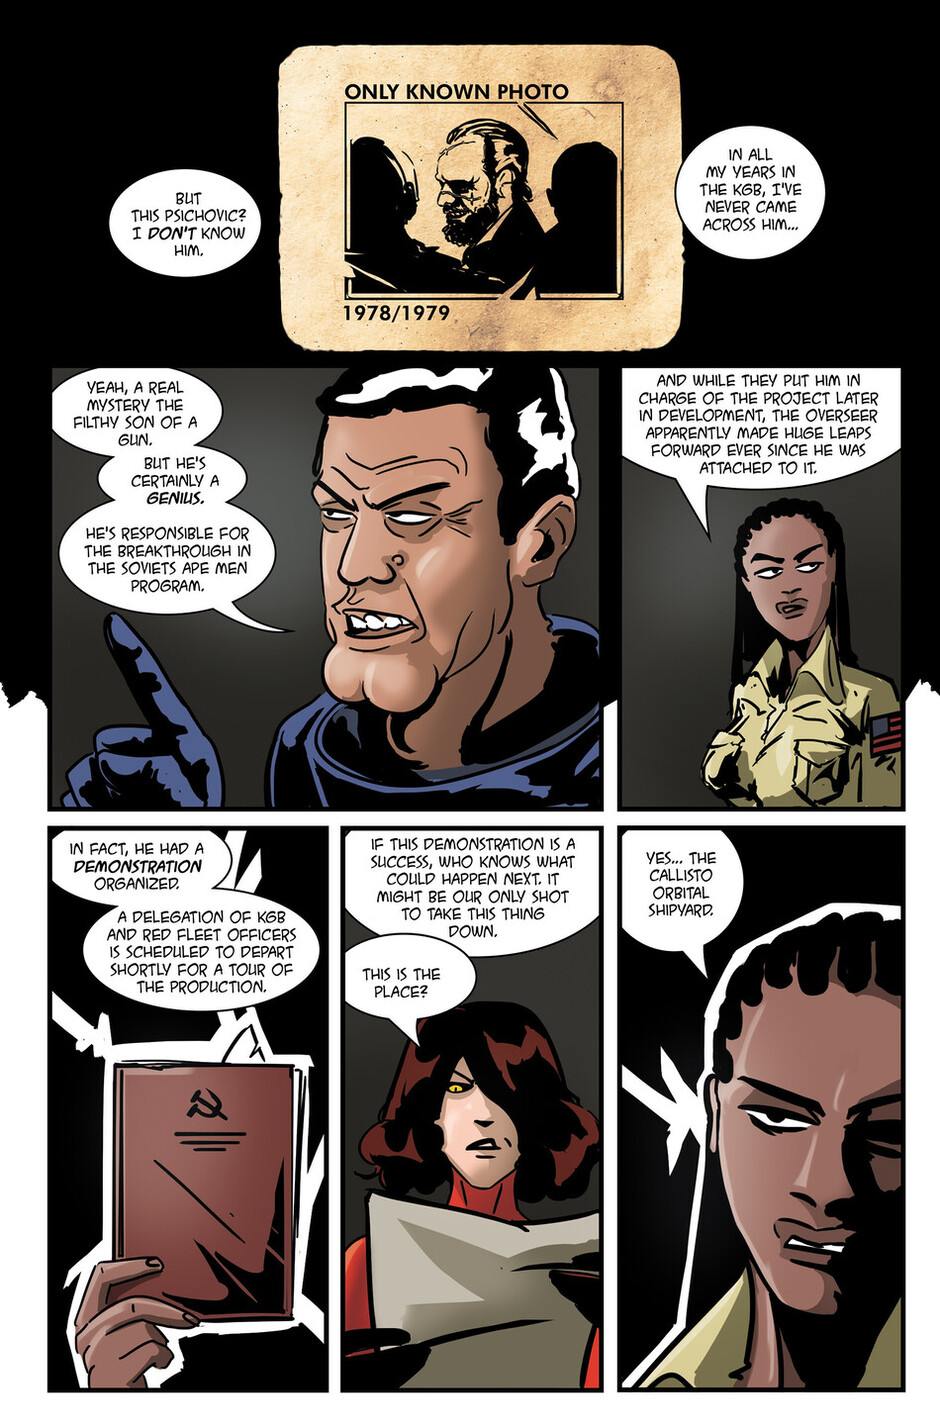 ONLY KNOWN PHOTO
1978/1979
BUT
THIS PSICHOVIC?
I DON'T KNOW
HIM.
IN ALL
MY YEARS IN
THE KGB, I'VE
NEVER CAME
ACROSS HIM...
YEAH, A REAL
MYSTERY THE
FILTHY SON OF A
GUN.
BUT HE'S
CERTAINLY A
GENIUS.
HE'S RESPONSIBLE FOR
THE BREAKTHROUGH IN
THE SOVIETS APE MEN
PROGRAM.
AND WHILE THEY PUT HIM IN
CHARGE OF THE PROJECT LATER
IN DEVELOPMENT, THE OVERSEER
APPARENTLY MADE HUGE LEAPS
FORWARD EVER SINCE HE WAS
ATTACHED TO IT.
IN FACT, HE HAD A
DEMONSTRATION
ORGANIZED.
A DELEGATION OF KGB
AND RED FLEET OFFICERS
IS SCHEDULED TO DEPART
SHORTLY FOR A TOUR OF
THE PRODUCTION.
IF THIS DEMONSTRATION IS A
SUCCESS, WHO KNOWS WHAT
COULD HAPPEN NEXT. IT
MIGHT BE OUR ONLY SHOT
TO TAKE THIS THING
DOWN.
THIS IS THE
PLACE?
YES... THE
CALLISTO
ORBITAL
SHIPYARD.